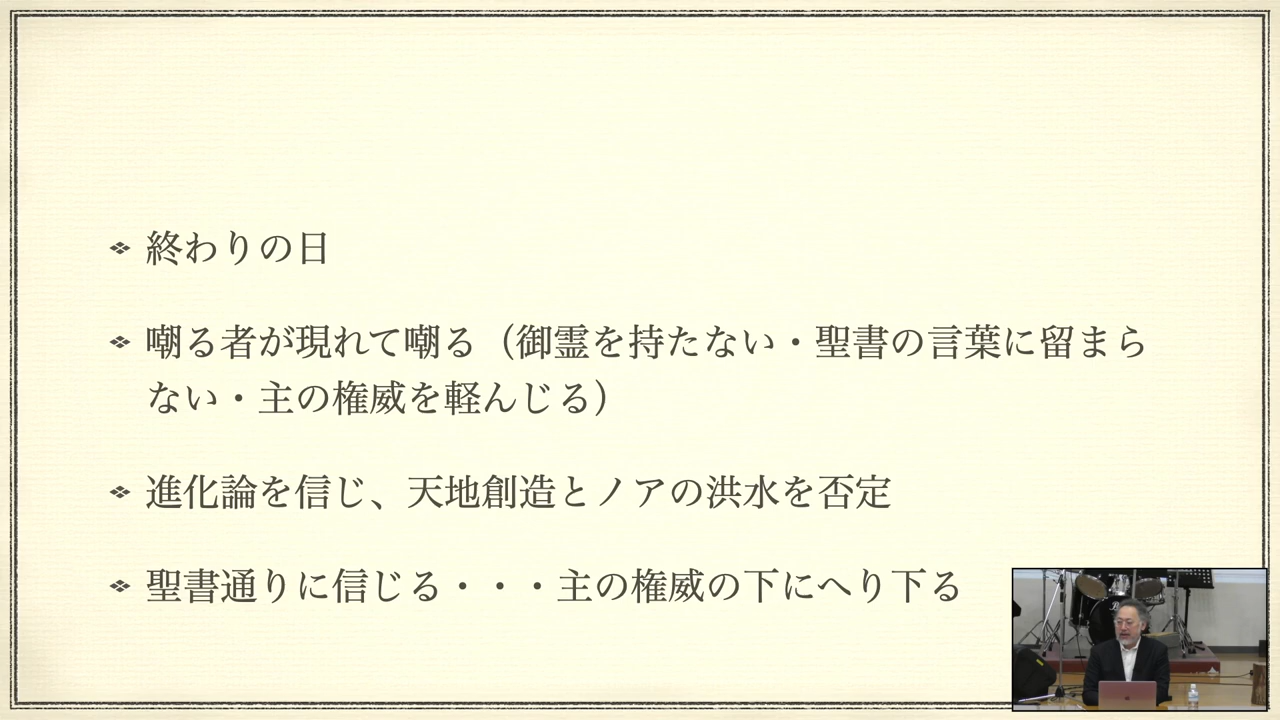 終わりの日
嘲る者が現れて嘲る（御霊を持たない・聖書の言葉に留まら
ない・主の権威を軽んじる）
進化論を信じ、天地創造とノアの洪水を否定
聖書通りに信じる・・・主の権威の下にへり下る